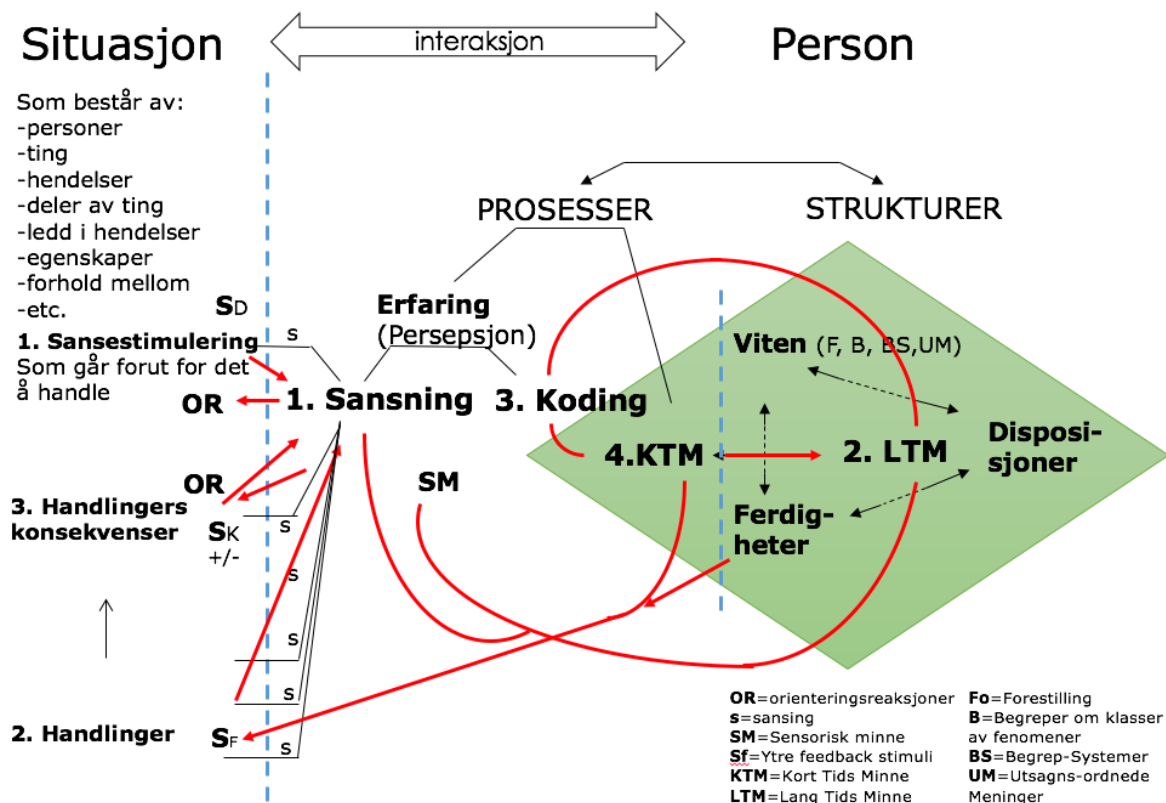 Situasjon
interaksjon
Person
Som består av:
-personer
-ting
-hendelser
-deler av ting
-ledd i hendelser
-egenskaper
-forhold mellom
-etc.
PROSESSER
STRUKTURER
SD
s
Erfaring
(Persepsjon)
Viten (F, B, BS,UM)
1. Sansestimulering
Som går forut for det
å handle
OR
1. Sansning
3. Koding
4.KTM
2. LTM
Disposi-
sjoner
OR
SM
3. Handlingers
konsekvenser
SK
+/-
s
Ferdig-
heter
s
s
s
2. Handlinger
SF
s
OR=orienteringsreaksjoner
s=sansing
SM=Sensorisk minne
Sf=Ytre feedback stimuli
KTM=Kort Tids Minne
LTM=Lang Tids Minne
Fo=Forestilling
B=Begreper om klasser
av fenomener
BS=Begrep-Systemer
UM=Utsagns-ordnede
Meninger